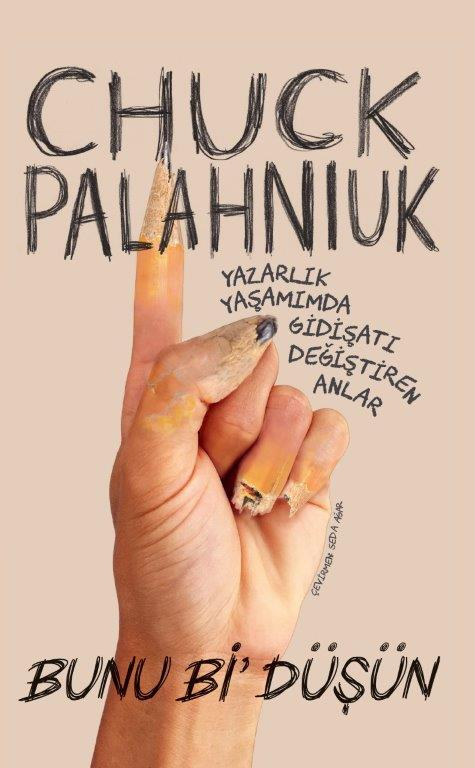 CHUCK
PALAHNIUK
YAZARLIK
YAŞAMIMDA
GİDİŞATI
DEĞİŞTİREN
ANLAR
ÇEVİRMEN SEDA AĞAR
BUNU Bİ' DÜŞÜN